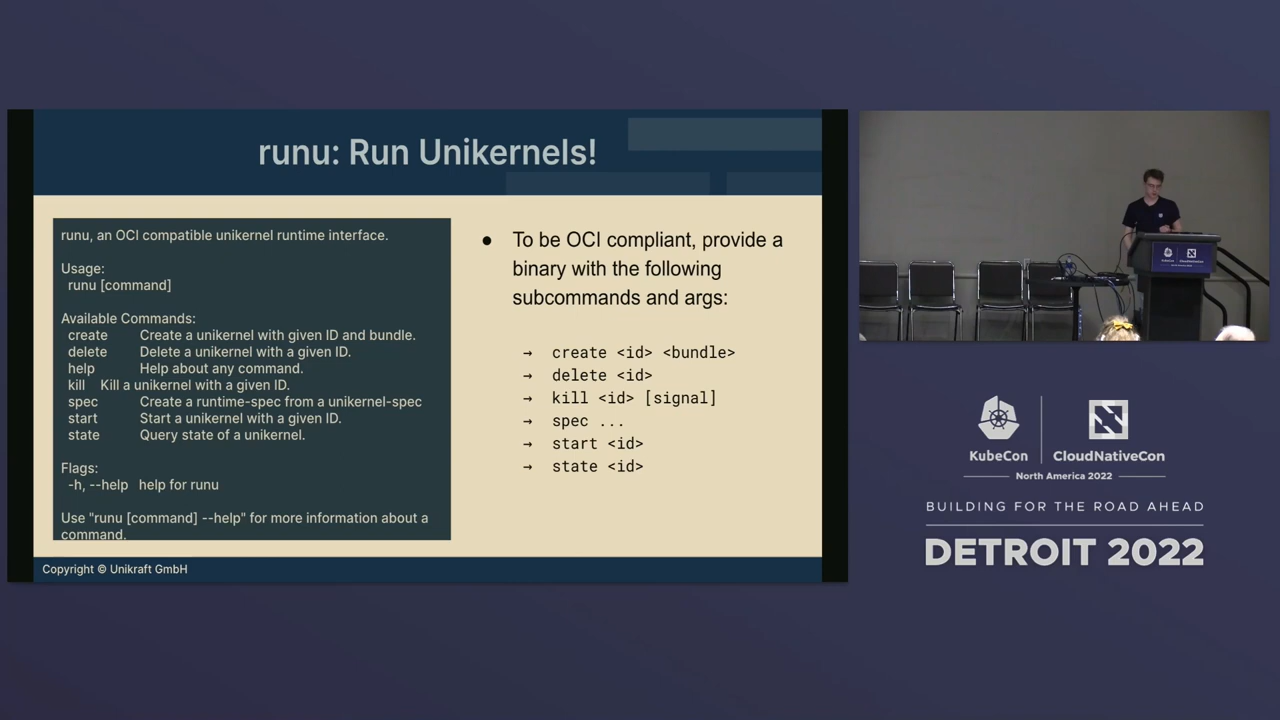 runu: Run Unikernels!
runu, an OCI compatible unikernel runtime interface.
Usage:
runu [command]
Available Commands:
create Create a unikernel with given ID and bundle.
delete Delete a unikernel with a given ID.
help Help about any command.
kill Kill a unikernel with a given ID.
spec Create a runtime-spec from a unikernel-spec
start Start a unikernel with a given ID.
state Query state of a unikernel.
Flags:
-h, --help help for runu
Use "runu [command] --help" for more information about a
command.
● To be OCI compliant, provide a
binary with the following
subcommands and args:
→ create <id> <bundle>
→ delete <id>
→ kill <id> [signal]
→ spec ...
→ start <id>
→ state <id>
Copyright © Unikraft GmbH
KubeCon CloudNativeCon
KubeCon CloudNativeCon
North America 2022
BUILDING FOR THE ROAD AHEAD
DETROIT 2022